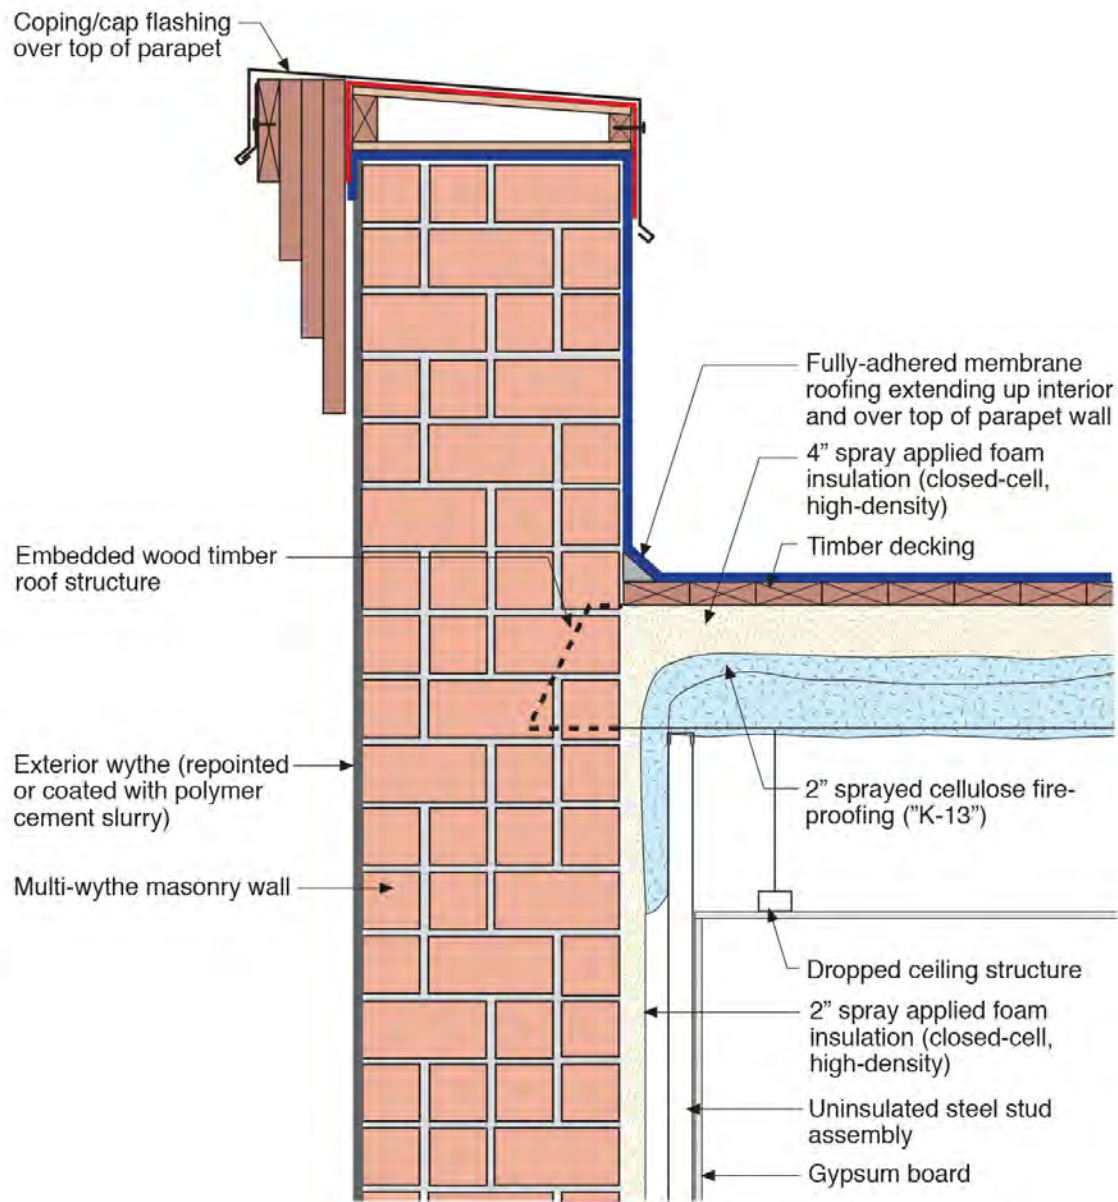 Coping/cap flashing
over top of parapet
Fully-adhered membrane
roofing extending up interior
and over top of parapet wall
4” spray applied foam
insulation (closed-cell,
high-density)
Timber decking
Embedded wood timber
roof structure
Exterior wythe (repointed
or coated with polymer
cement slurry)
2” sprayed cellulose fire-
proofing (”K-13”)
Multi-wythe masonry wall
Dropped ceiling structure
2” spray applied foam
insulation (closed-cell,
high-density)
Uninsulated steel stud
assembly
Gypsum board